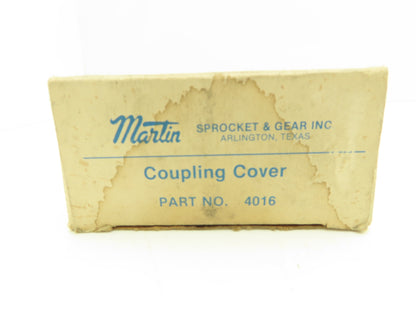 Martin SPROCKET & GEAR INC
ARLINGTON, TEXAS
Coupling Cover
PART NO. 4016